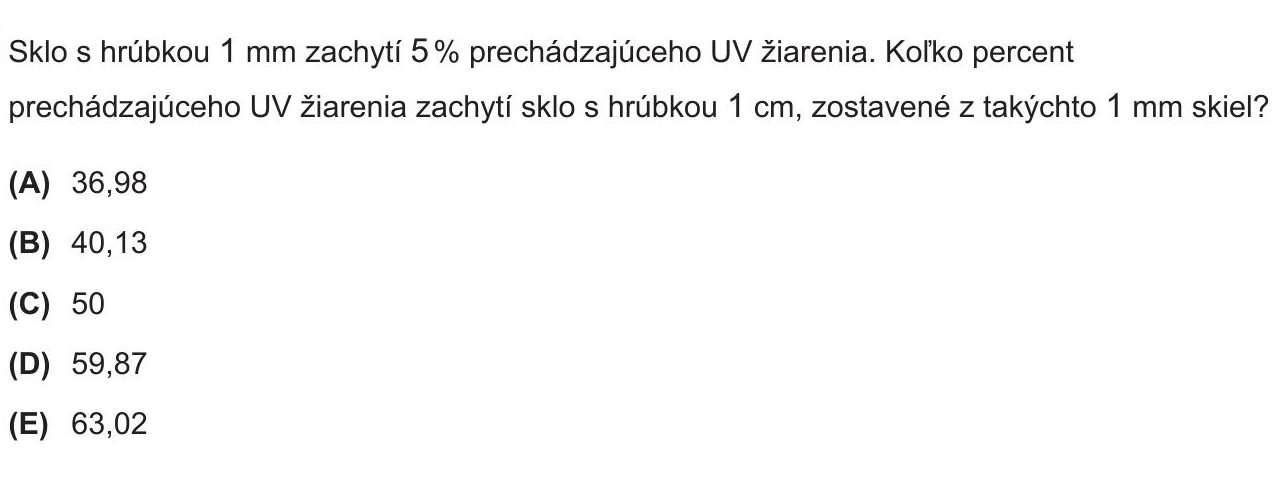 Sklo s hrúbkou 1 mm zachytí 5 % prechádzajúceho UV žiarenia. Koľko percent
prechádzajúceho UV žiarenia zachytí sklo s hrúbkou 1 cm, zostavené z takýchto 1 mm skiel?
(A) 36,98
(B) 40,13
(C) 50
(D) 59,87
(E) 63,02